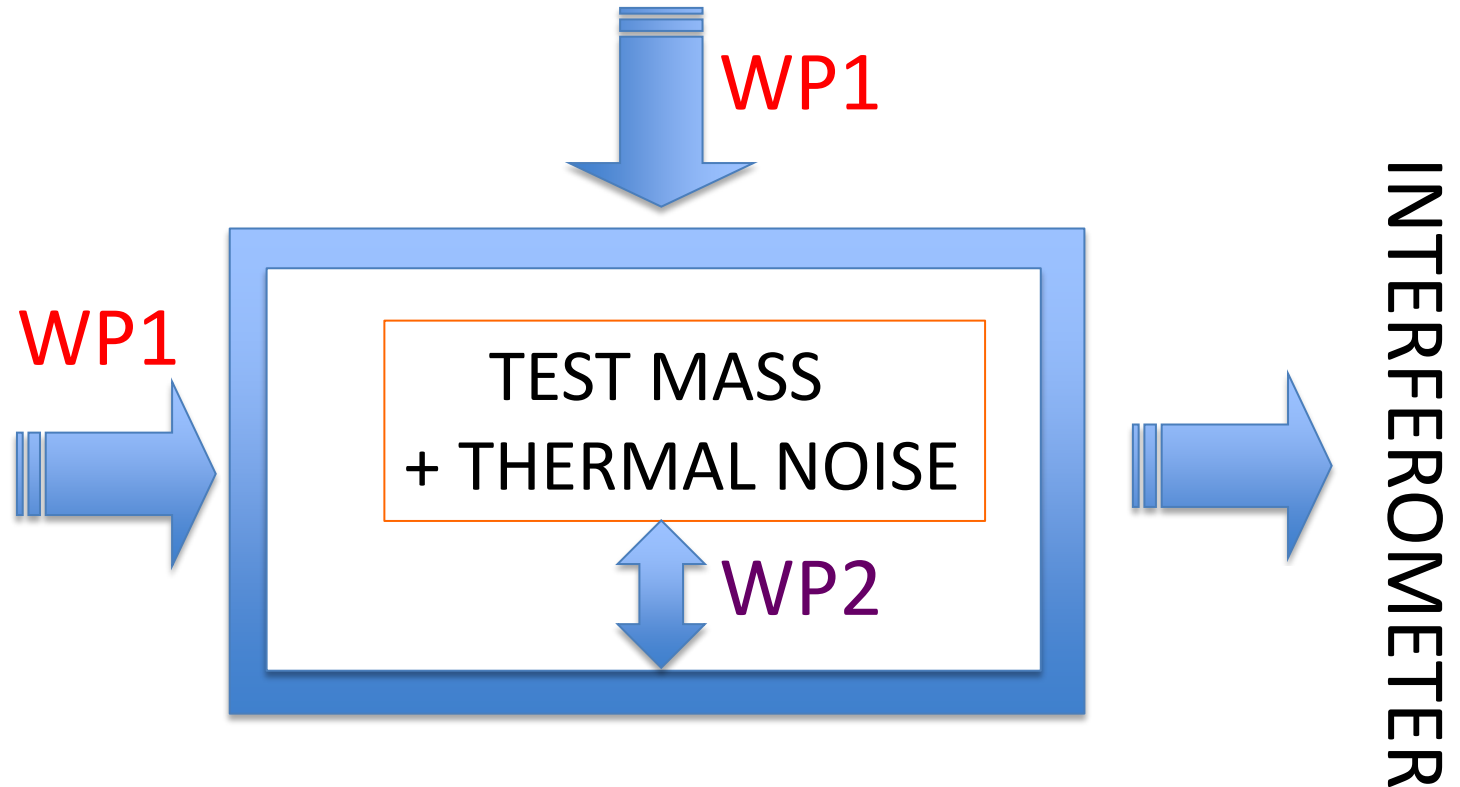 WP1
WP1
TEST MASS
+ THERMAL NOISE
WP2
INTERFEROMETER